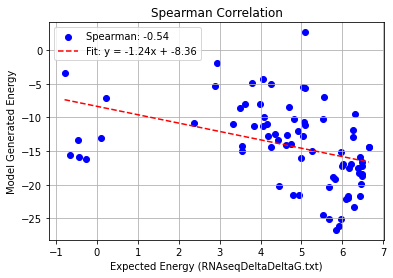 Spearman Correlation
Spearman: -0.54
Fit: y = -1.24x + -8.36
Model Generated Energy
0
−5
−10
−15
−20
−25
−1 0 1 2 3 4 5 6 7
Expected Energy (RNAseqDeltaDeltaG.txt)